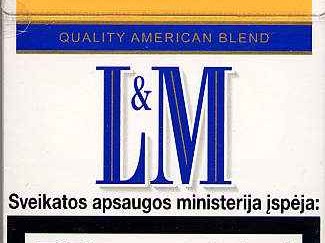 QUALITY AMERICAN BLEND
L&M
Sveikatos apsaugos ministerija įspėja: